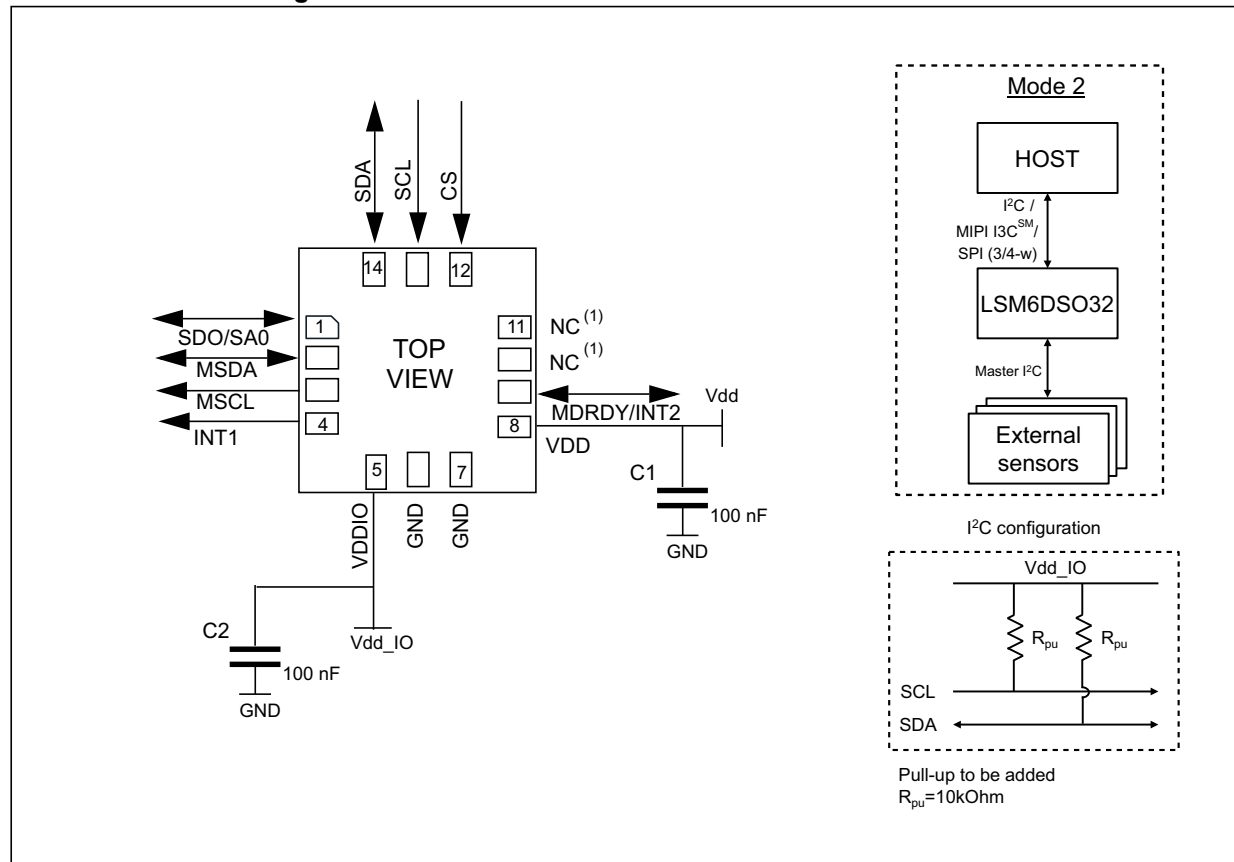 SDA
SCL
CS
14
12
1
11
NC (1)
SDO/SA0
TOP
VIEW
NC (1)
MSDA
MSCL
MDRDY/INT2
Vdd
4
8
INT1
VDD
5
7
C1
100 nF
GND
VDDIO
GND
GND
C2
Vdd_IO
100 nF
GND
Mode 2
HOST
I²C /
MIPI I3C^SM/
SPI (3/4-w)
LSM6DSO32
Master I²C
External
sensors
I²C configuration
Vdd_IO
Rpu
Rpu
SCL
SDA
Pull-up to be added
Rpu=10kOhm